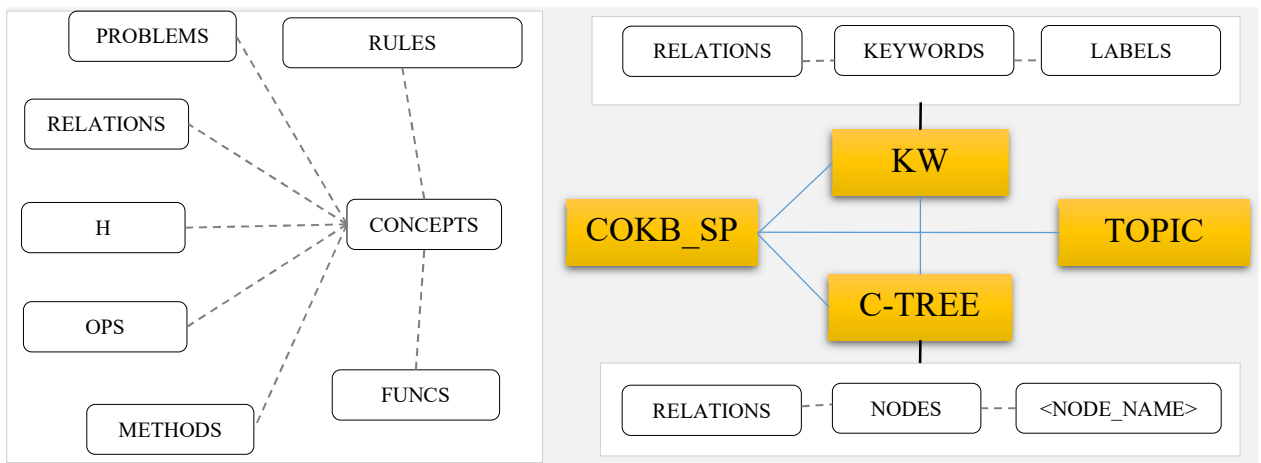 PROBLEMS
RULES
RELATIONS
H
CONCEPTS
OPS
FUNCS
METHODS
RELATIONS
KEYWORDS
LABELS
KW
COKB_SP
TOPIC
C-TREE
RELATIONS
NODES
<NODE_NAME>